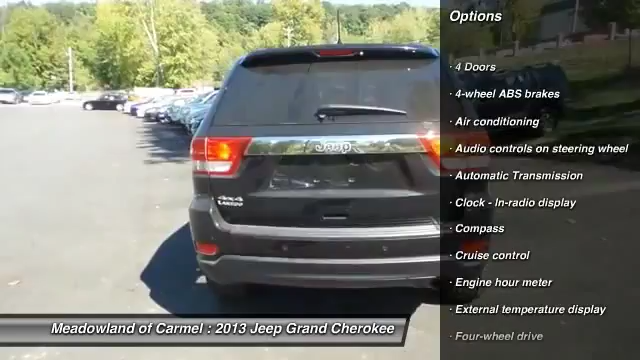 Options
· 4 Doors
· 4-wheel ABS brakes
· Air conditioning
· Audio controls on steering wheel
· Automatic Transmission
· Clock - In-radio display
· Compass
· Cruise control
· Engine hour meter
· External temperature display
· Four-wheel drive
Jeep
4x4
LAREDO
Meadowland of Carmel : 2013 Jeep Grand Cherokee